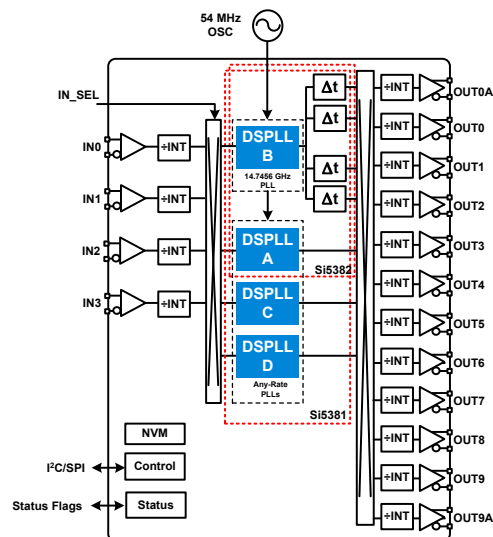 54 MHz
OSC
IN_SEL
IN0
÷INT
IN1
÷INT
IN2
÷INT
IN3
÷INT
DSPLL
B
14.7456 GHz
PLL
DSPLL
A
Si5382
DSPLL
C
DSPLL
D
Any-Rate
PLLs
Si5381
Δt
Δt
Δt
Δt
÷INT
OUT0A
÷INT
OUT0
÷INT
OUT1
÷INT
OUT2
÷INT
OUT3
÷INT
OUT4
÷INT
OUT5
÷INT
OUT6
÷INT
OUT7
÷INT
OUT8
÷INT
OUT9
÷INT
OUT9A
NVM
I²C/SPI
Control
Status Flags
Status